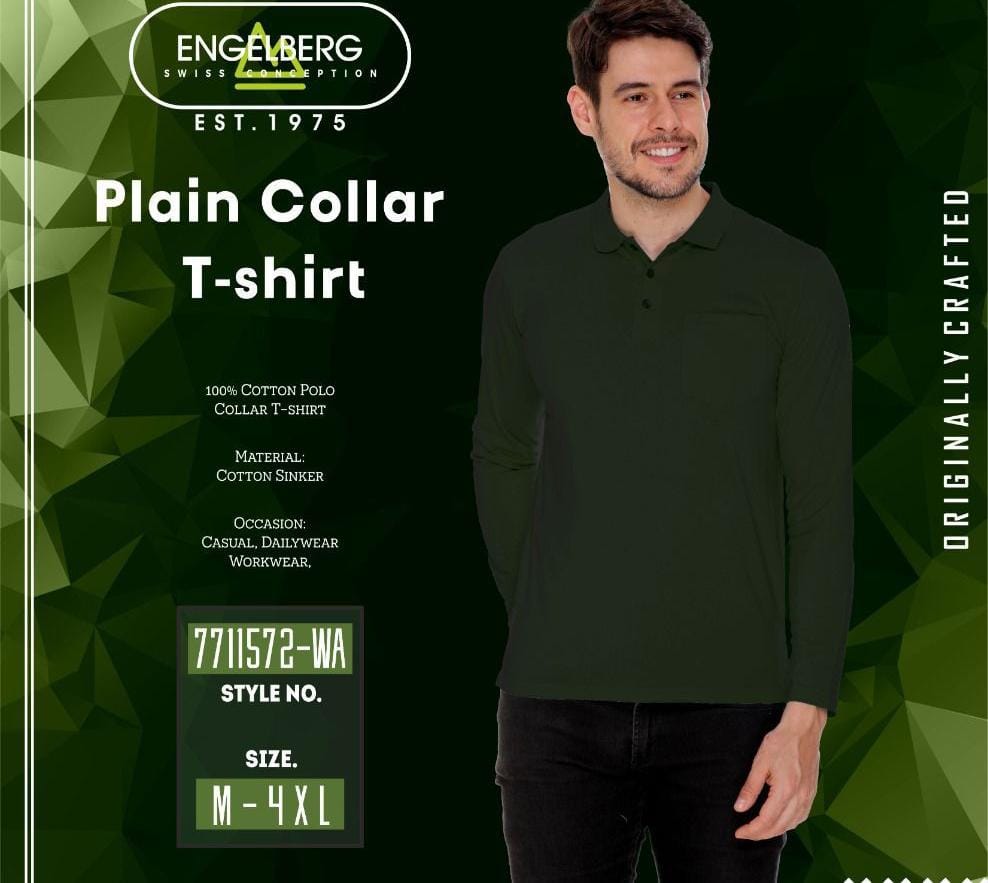 ENGELBERG
SWISS CONCEPTION
EST. 1975
Plain Collar
T-shirt
100% Cotton Polo
Collar T-shirt
Material:
Cotton Sinker
Occasion:
Casual, Dailywear
Workwear,
7711572-WA
STYLE NO.
SIZE.
M - 4XL
ORIGINALLY CRAFTED